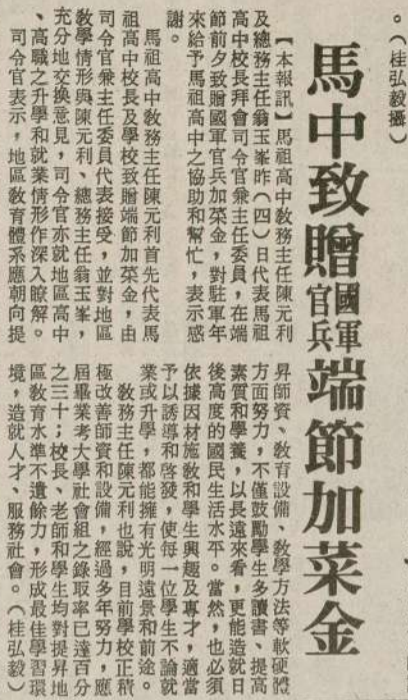 。（桂弘毅攝）
馬中致贈國軍官兵端節加菜金
【本報訊】馬祖高中敎務主任陳元利
及總務主任翁玉峯昨（四）日代表馬祖
高中校長拜會司令官兼主任委員，在端
節前夕致贈國軍官兵加菜金，對駐軍年
來給予馬祖高中之協助和幫忙，表示感
謝。
馬祖高中敎務主任陳元利首先代表馬
祖高中校長及學校致贈端節加菜金，由
司令官兼主任委員代表接受，並對地區
敎學情形與陳元利、總務主任翁玉峯，
充分地交換意見，司令官亦就地區高中
、高職之升學和就業情形作深入瞭解。
司令官表示，地區敎育體系應朝向提
昇師資、敎育設備、敎學方法等軟硬體
方面努力，不僅鼓勵學生多讀書、提高
素質和學養，以長遠來看，更能造就日
後高度的國民生活水平。當然，也必須
依據因材施敎和學生興趣及專才，適當
予以誘導和啓發，使每一位學生不論就
業或升學，都能擁有光明遠景和前途。
敎務主任陳元利也說，目前學校正積
極改善師資和設備，經過多年努力，應
屆畢業考大學社會組之錄取率已達百分
之三十；校長、老師和學生均對提昇地
區敎育水準不遺餘力，形成最佳學習環
境，造就人才、服務社會。（桂弘毅）